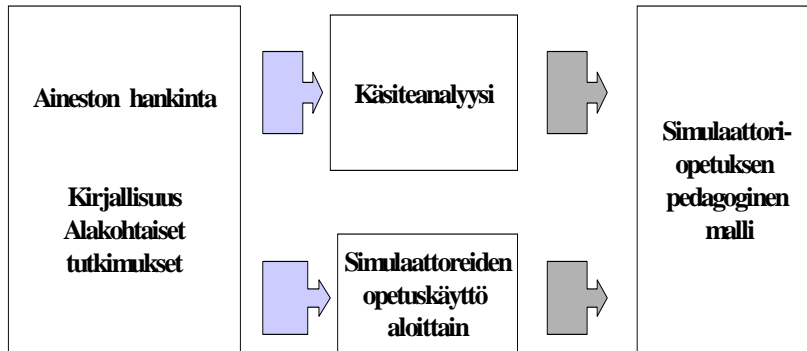 Aineston hankinta
Kirjallisuus
Alakohtaiset
tutkimukset
Käsiteanalyysi
Simulaattoreiden
opetuskäyttö
aloittain
Simulaattori-
opetuksen
pedagoginen
malli